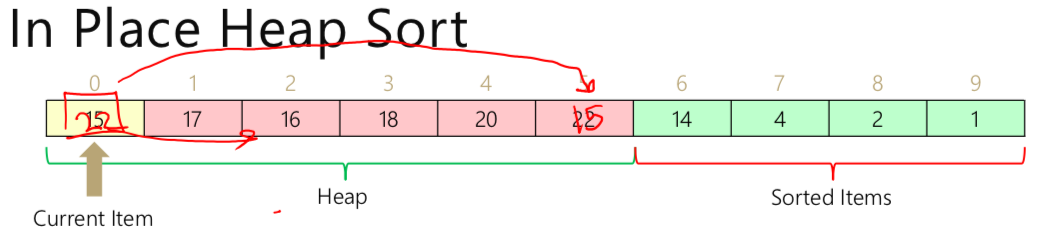 In Place Heap Sort
0 1 2 3 4 5 6 7 8 9
15 22 17 16 18 20 22 15 14 4 2 1
Heap Sorted Items
Current Item